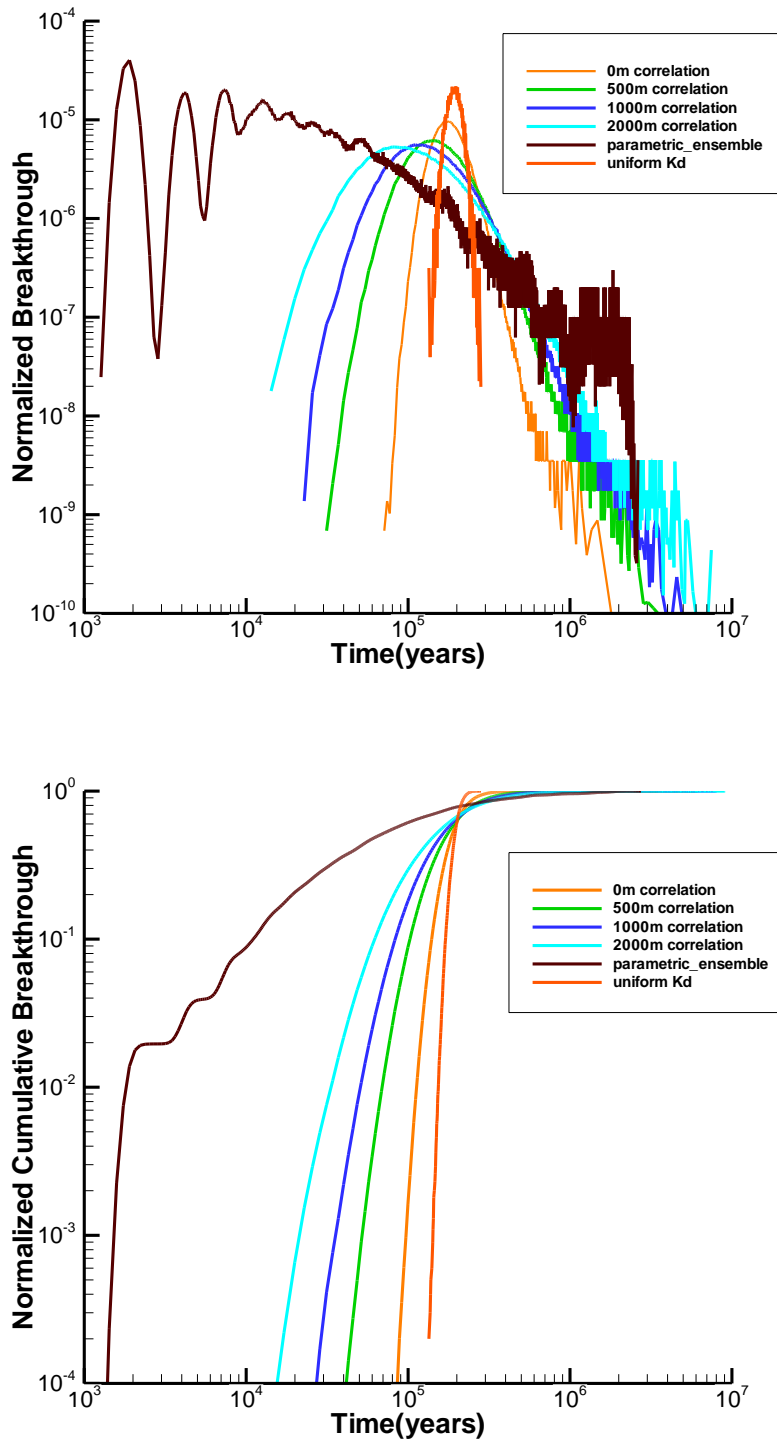 10^-4
10^-5
10^-6
10^-7
10^-8
10^-9
10^-10
Normalized Breakthrough
0m correlation
500m correlation
1000m correlation
2000m correlation
parametric_ensemble
uniform Kd
10^3
10^4
10^5
10^6
10^7
Time(years)
10^0
10^-1
10^-2
10^-3
10^-4
Normalized Cumulative Breakthrough
0m correlation
500m correlation
1000m correlation
2000m correlation
parametric_ensemble
uniform Kd
10^3
10^4
10^5
10^6
10^7
Time(years)